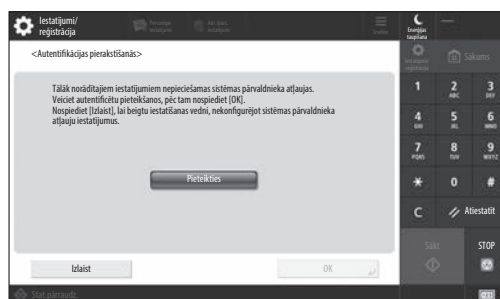 Iestatījumi/
reģistrācija
Enerģijas
taupīšana
<Autentifikācijas pierakstīšanās>
Sākums
Tālāk norādītajiem iestatījumiem nepieciešamas sistēmas pārvaldnieka atļaujas.
Veiciet autentificētu pieteikšanos, pēc tam nospiediet [OK].
Nospiediet [Izlaist], lai beigtu iestatīšanas vedni, nekonfigurējot sistēmas pārvaldnieka
atļauju iestatījumus.
1 2 3
ABC DEF
4 5 6
GHI JKL MNO
7 8 9
PQRS TUV WXYZ
Pieteikties
* 0 #
C Atiestatīt
Sākt STOP
Izlaist OK
Stat.pārraudz.